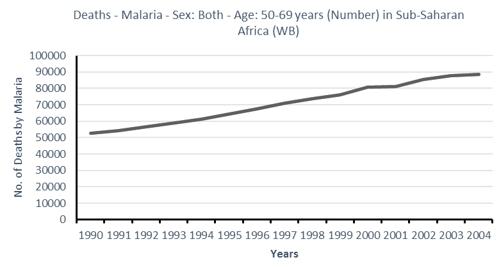 Deaths - Malaria - Sex: Both - Age: 50-69 years (Number) in Sub-Saharan
Africa (WB)
No. of Deaths by Malaria
100000
90000
80000
70000
60000
50000
40000
30000
20000
10000
0
1990 1991 1992 1993 1994 1995 1996 1997 1998 1999 2000 2001 2002 2003 2004
Years